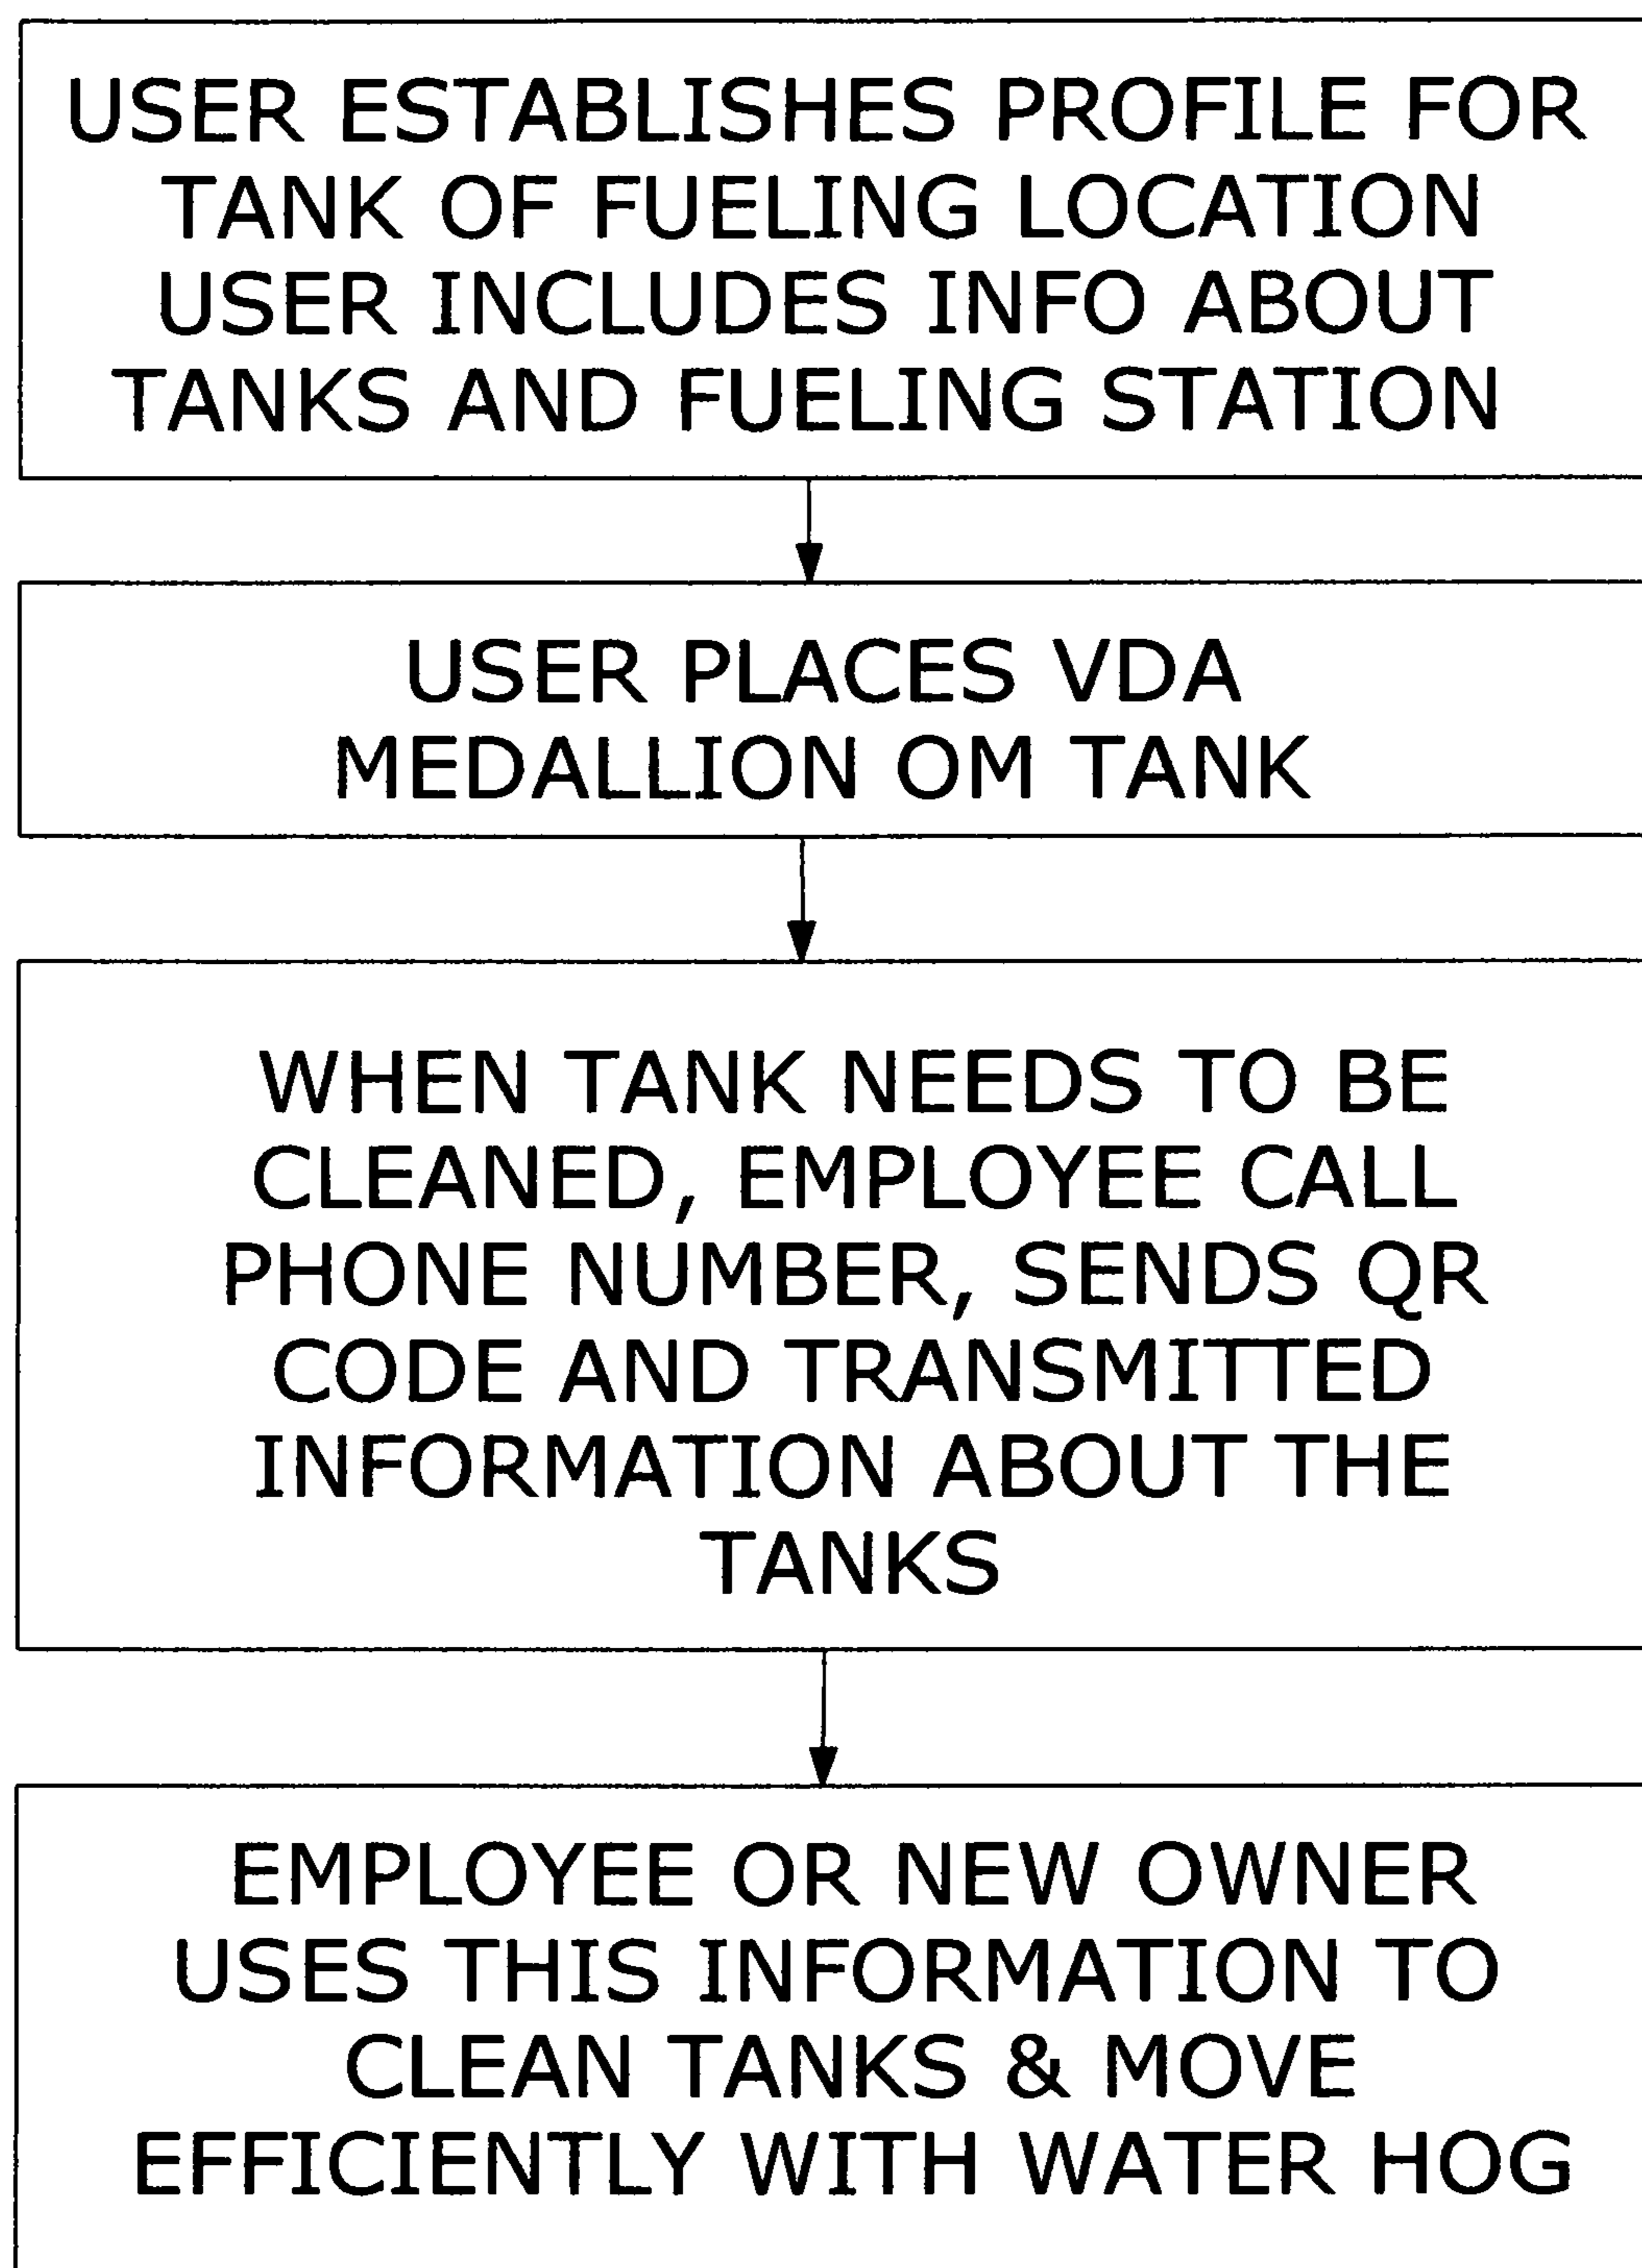 USER ESTABLISHES PROFILE FOR
TANK OF FUELING LOCATION
USER INCLUDES INFO ABOUT
TANKS AND FUELING STATION
USER PLACES VDA
MEDALLION OM TANK
WHEN TANK NEEDS TO BE
CLEANED, EMPLOYEE CALL
PHONE NUMBER, SENDS QR
CODE AND TRANSMITTED
INFORMATION ABOUT THE
TANKS
EMPLOYEE OR NEW OWNER
USES THIS INFORMATION TO
CLEAN TANKS & MOVE
EFFICIENTLY WITH WATER HOG